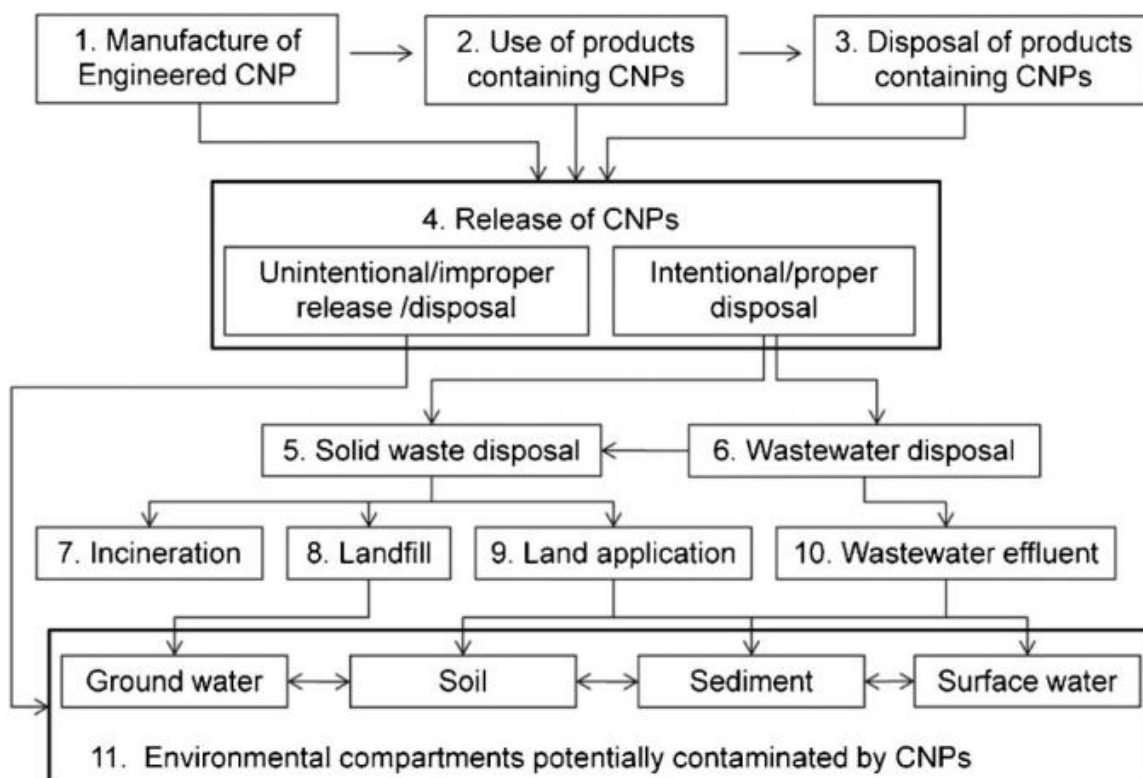 1. Manufacture of
Engineered CNP
2. Use of products
containing CNPs
3. Disposal of products
containing CNPs
4. Release of CNPs
Unintentional/improper
release /disposal
Intentional/proper
disposal
5. Solid waste disposal
6. Wastewater disposal
7. Incineration
8. Landfill
9. Land application
10. Wastewater effluent
Ground water
Soil
Sediment
Surface water
11. Environmental compartments potentially contaminated by CNPs